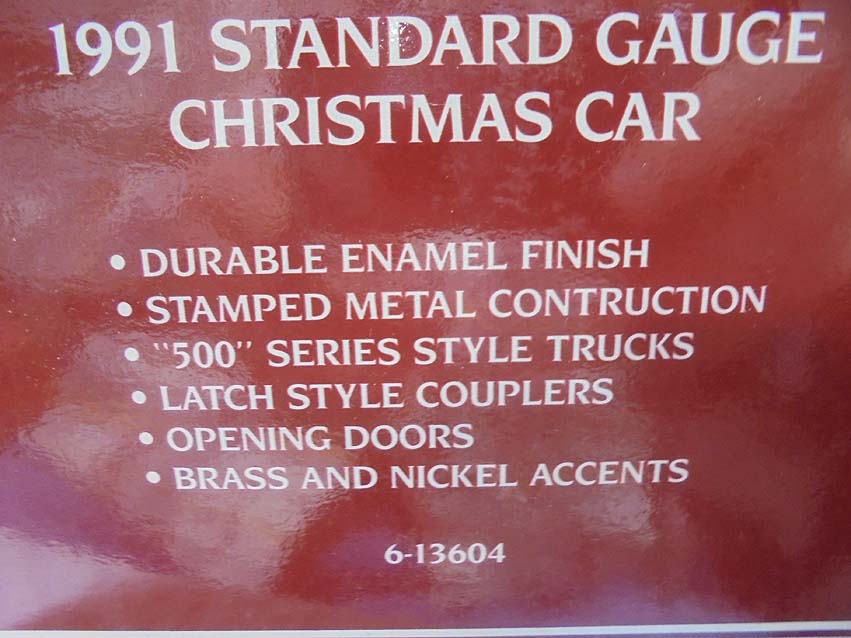 1991 STANDARD GAUGE
CHRISTMAS CAR
• DURABLE ENAMEL FINISH
• STAMPED METAL CONTRUCTION
• "500" SERIES STYLE TRUCKS
• LATCH STYLE COUPLERS
• OPENING DOORS
• BRASS AND NICKEL ACCENTS
6-13604